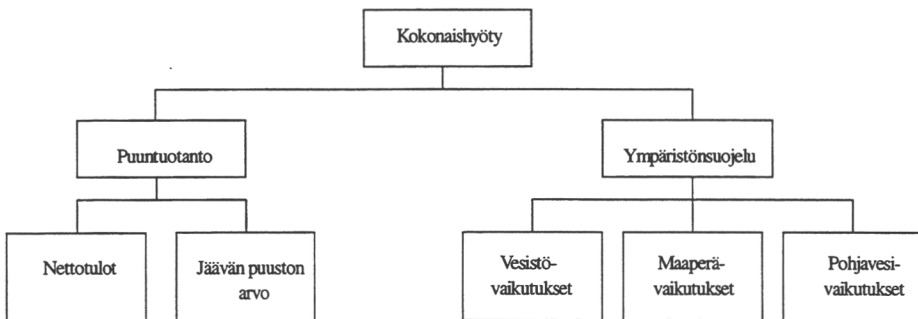 Kokonaishyöty
Puuntuotanto
Ympäristönsuojelu
Nettotulot
Jäävän puuston
arvo
Vesistö-
vaikutukset
Maaperä-
vaikutukset
Pohjavesi-
vaikutukset